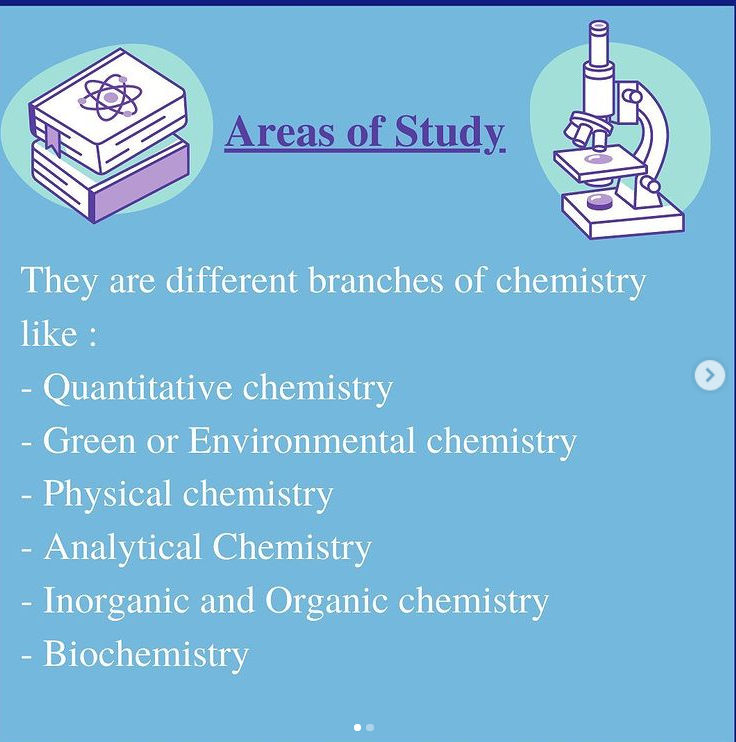 Areas of Study
They are different branches of chemistry
like :
- Quantitative chemistry
- Green or Environmental chemistry
- Physical chemistry
- Analytical Chemistry
- Inorganic and Organic chemistry
- Biochemistry